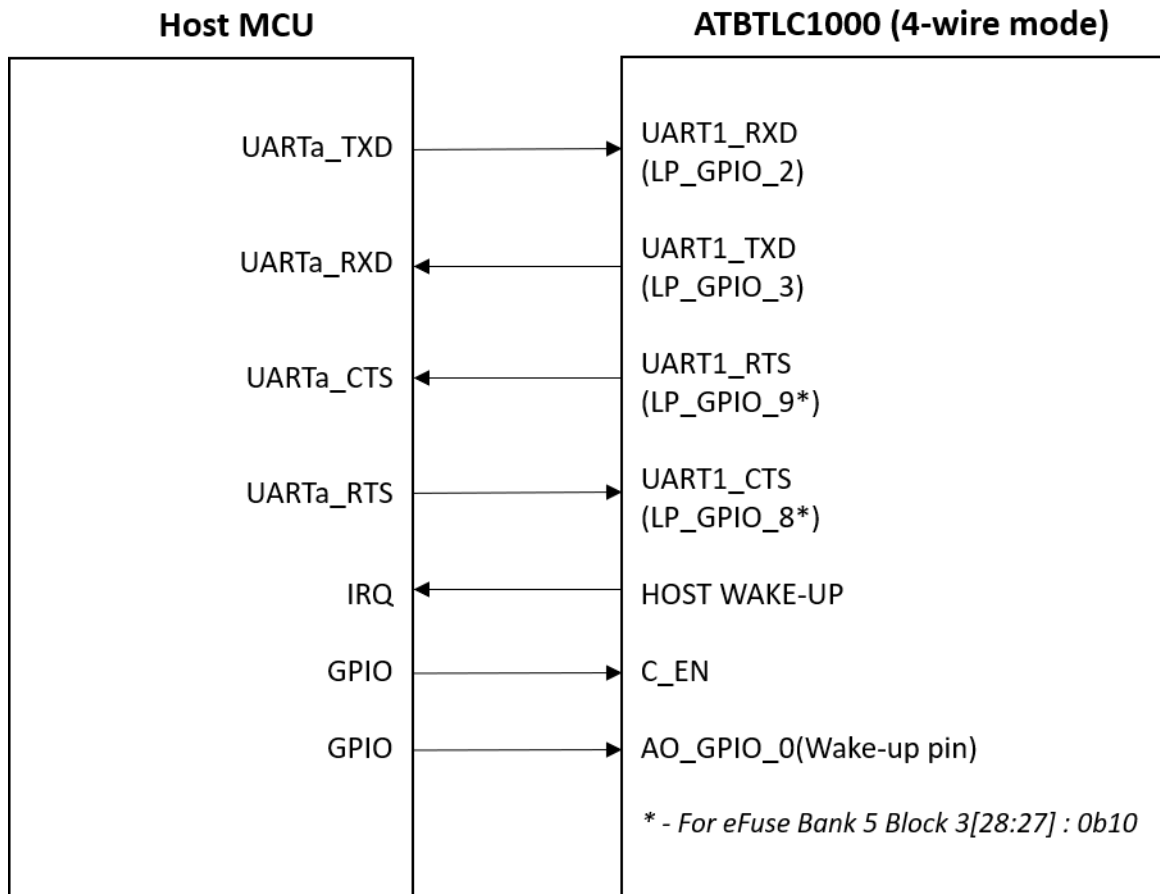 Host MCU
ATBTLC1000 (4-wire mode)
UARTa_TXD
UART1_RXD
(LP_GPIO_2)
UARTa_RXD
UART1_TXD
(LP_GPIO_3)
UARTa_CTS
UART1_RTS
(LP_GPIO_9*)
UARTa_RTS
UART1_CTS
(LP_GPIO_8*)
IRQ
HOST WAKE-UP
GPIO
C_EN
GPIO
AO_GPIO_0(Wake-up pin)
* - For eFuse Bank 5 Block 3[28:27] : 0b10